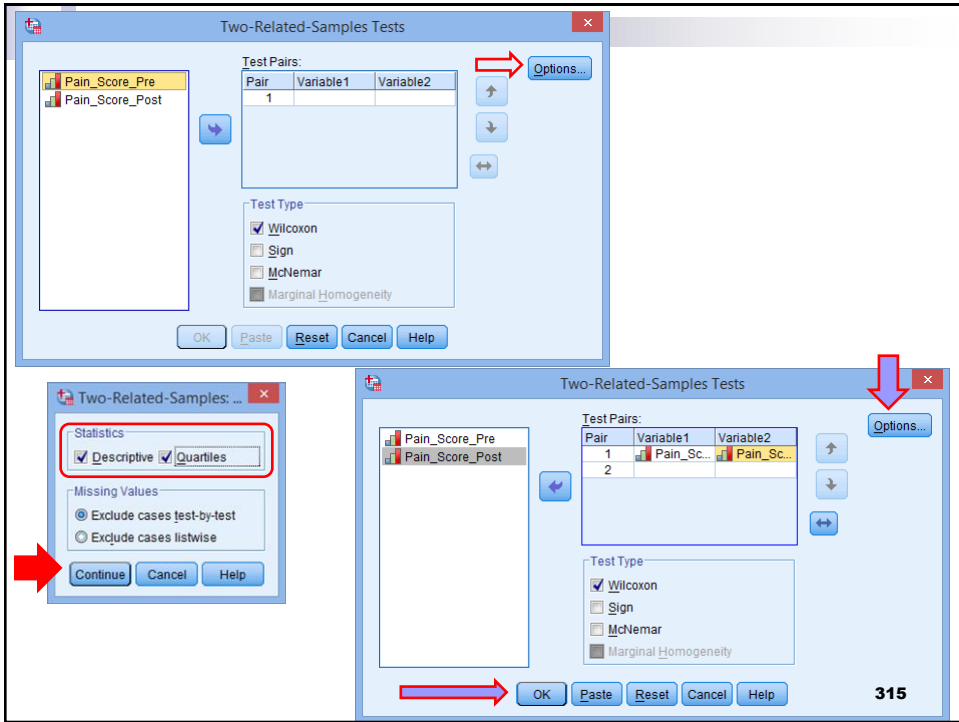 Two-Related-Samples Tests
Test Pairs:
Options...
Pain_Score_Pre
Pain_Score_Post
Pair Variable1 Variable2
1
Test Type
Wilcoxon
Sign
McNemar
Marginal Homogeneity
OK Paste Reset Cancel Help
Two-Related-Samples: ...
Statistics
Descriptive Quartiles
Missing Values
Exclude cases test-by-test
Exclude cases listwise
Continue Cancel Help
Two-Related-Samples Tests
Test Pairs:
Options...
Pain_Score_Pre
Pain_Score_Post
Pair Variable1 Variable2
1 Pain_Sc... Pain_Sc...
2
Test Type
Wilcoxon
Sign
McNemar
Marginal Homogeneity
OK Paste Reset Cancel Help
315